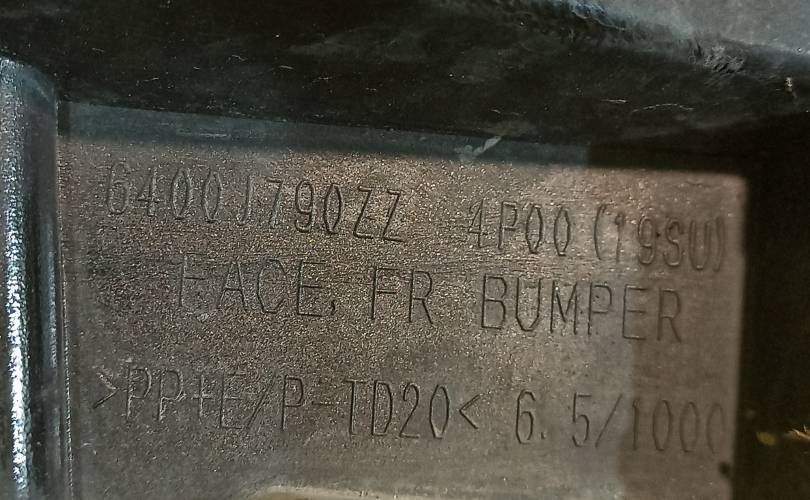 6400J790ZZ 4P00 (19SU)
FACE, FR BUMPER
>PP+E/P-TD20< 6.5/1000